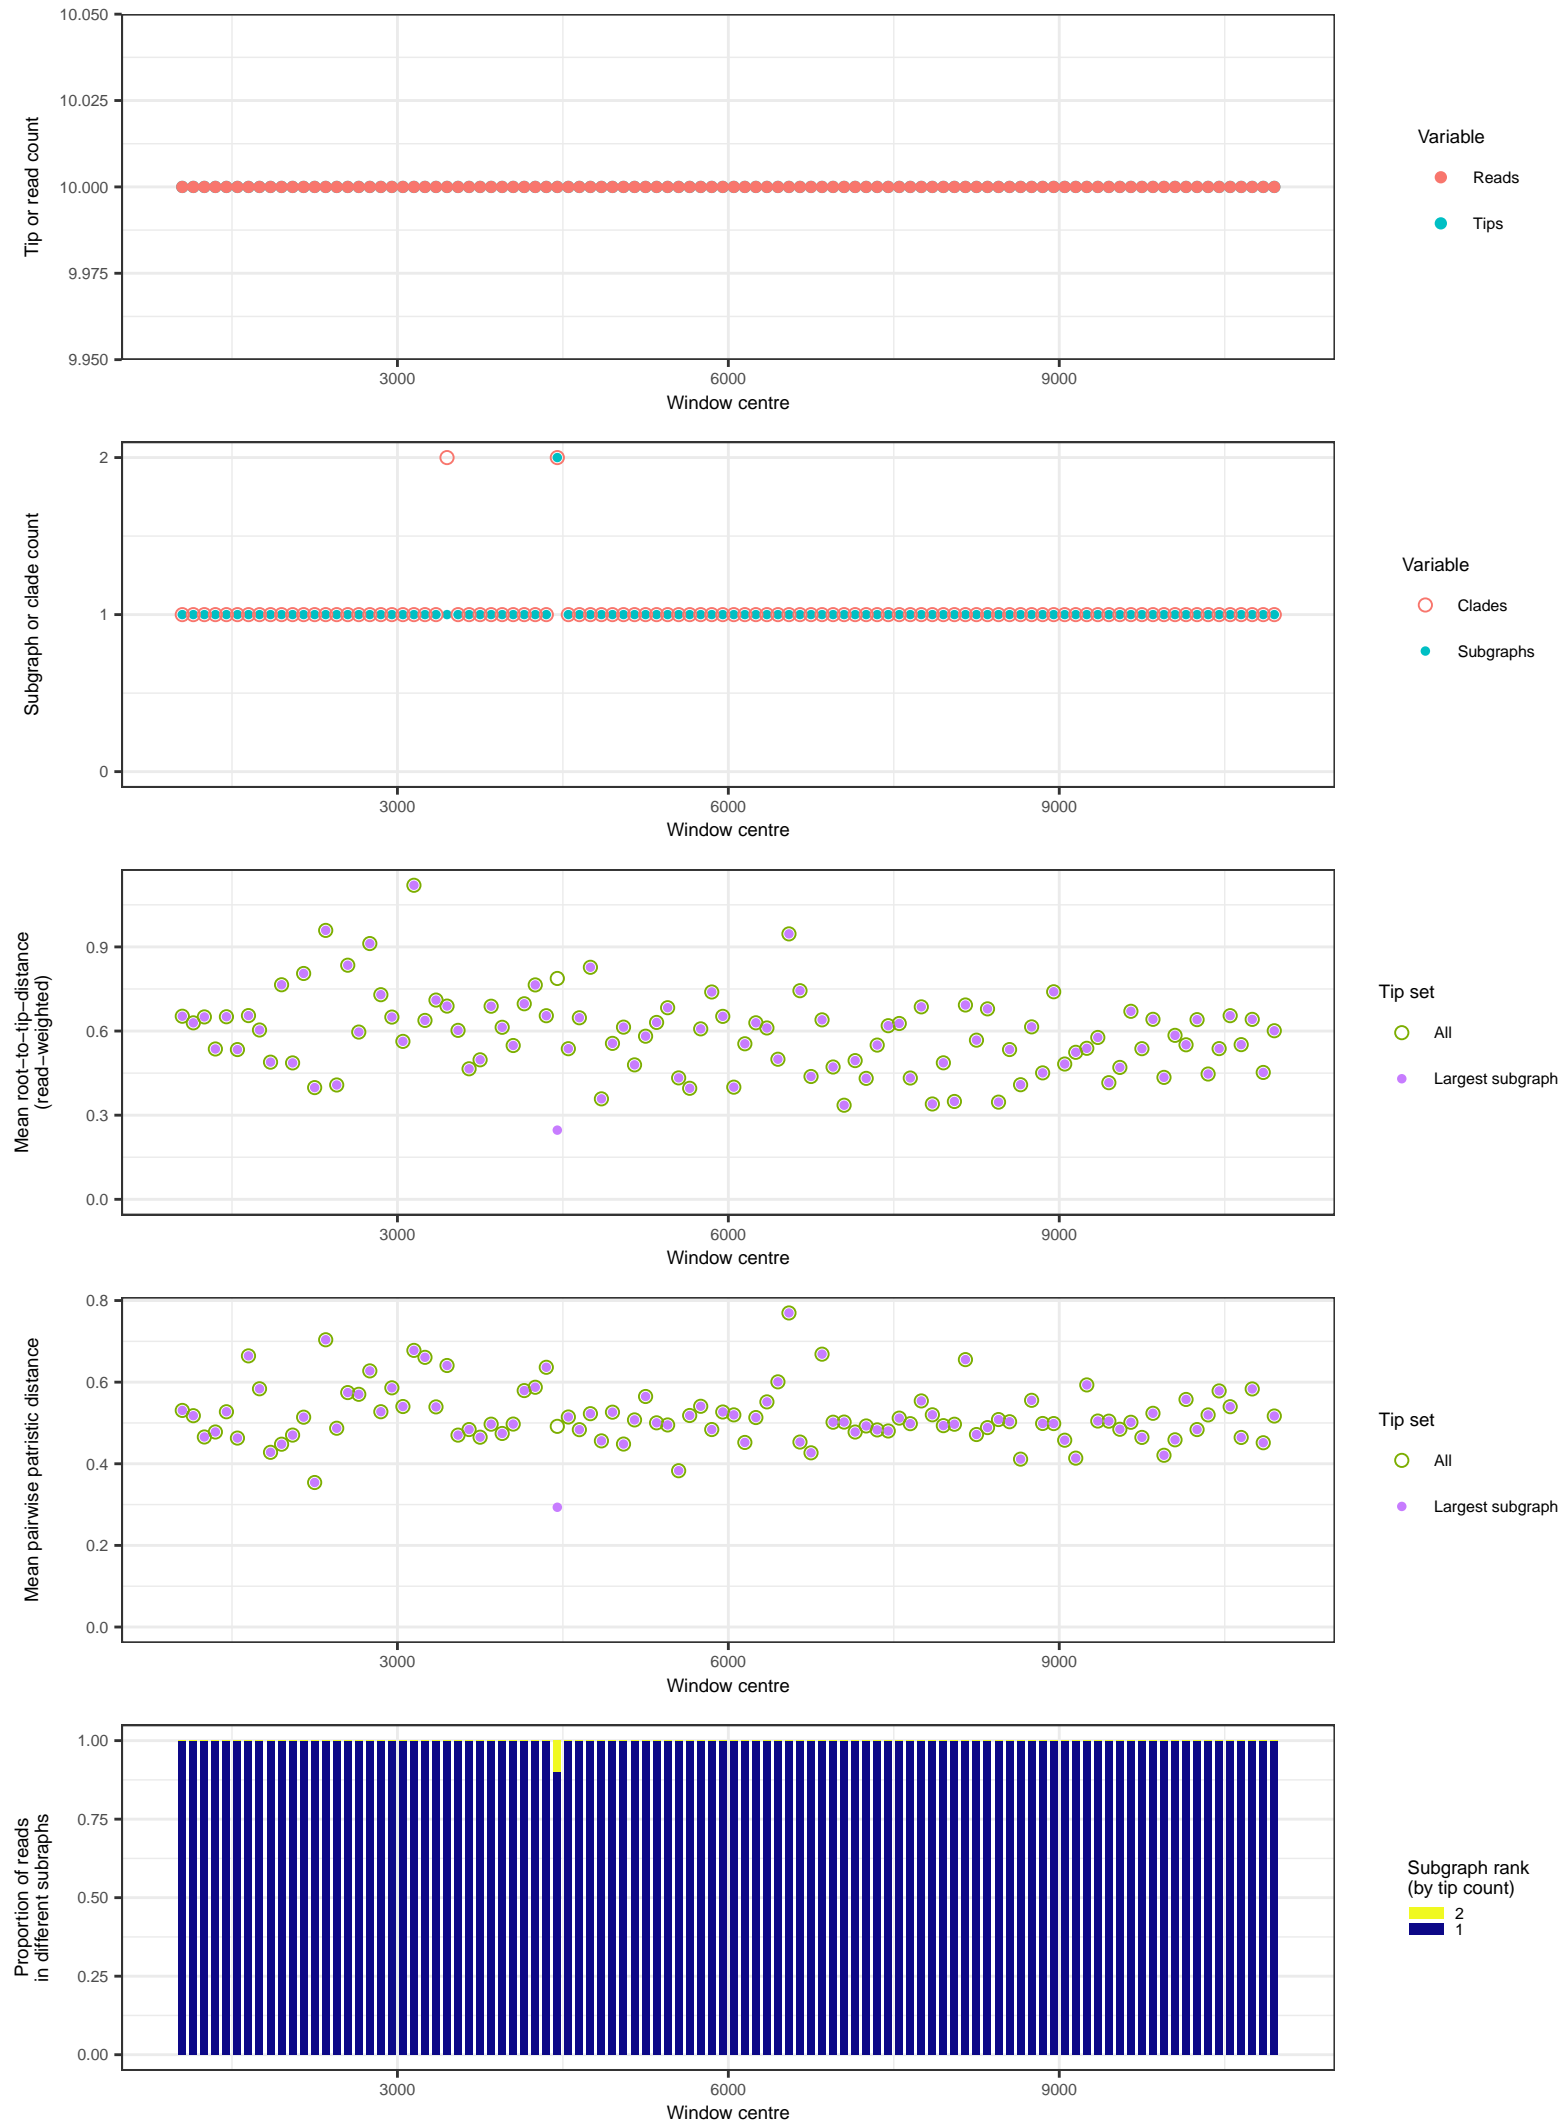 10.050
10.025
10.000
9.975
9.950
Tip or read count
3000 6000 9000
Window centre
Variable
Reads
Tips
2
1
0
Subgraph or clade count
3000 6000 9000
Window centre
Variable
Clades
Subgraphs
0.9
0.6
0.3
0.0
Mean root−to−tip−distance
(read−weighted)
3000 6000 9000
Window centre
Tip set
All
Largest subgraph
0.8
0.6
0.4
0.2
0.0
Mean pairwise patristic distance
3000 6000 9000
Window centre
Tip set
All
Largest subgraph
1.00
0.75
0.50
0.25
0.00
Proportion of reads
in different subraphs
3000 6000 9000
Window centre
Subgraph rank
(by tip count)
2
1